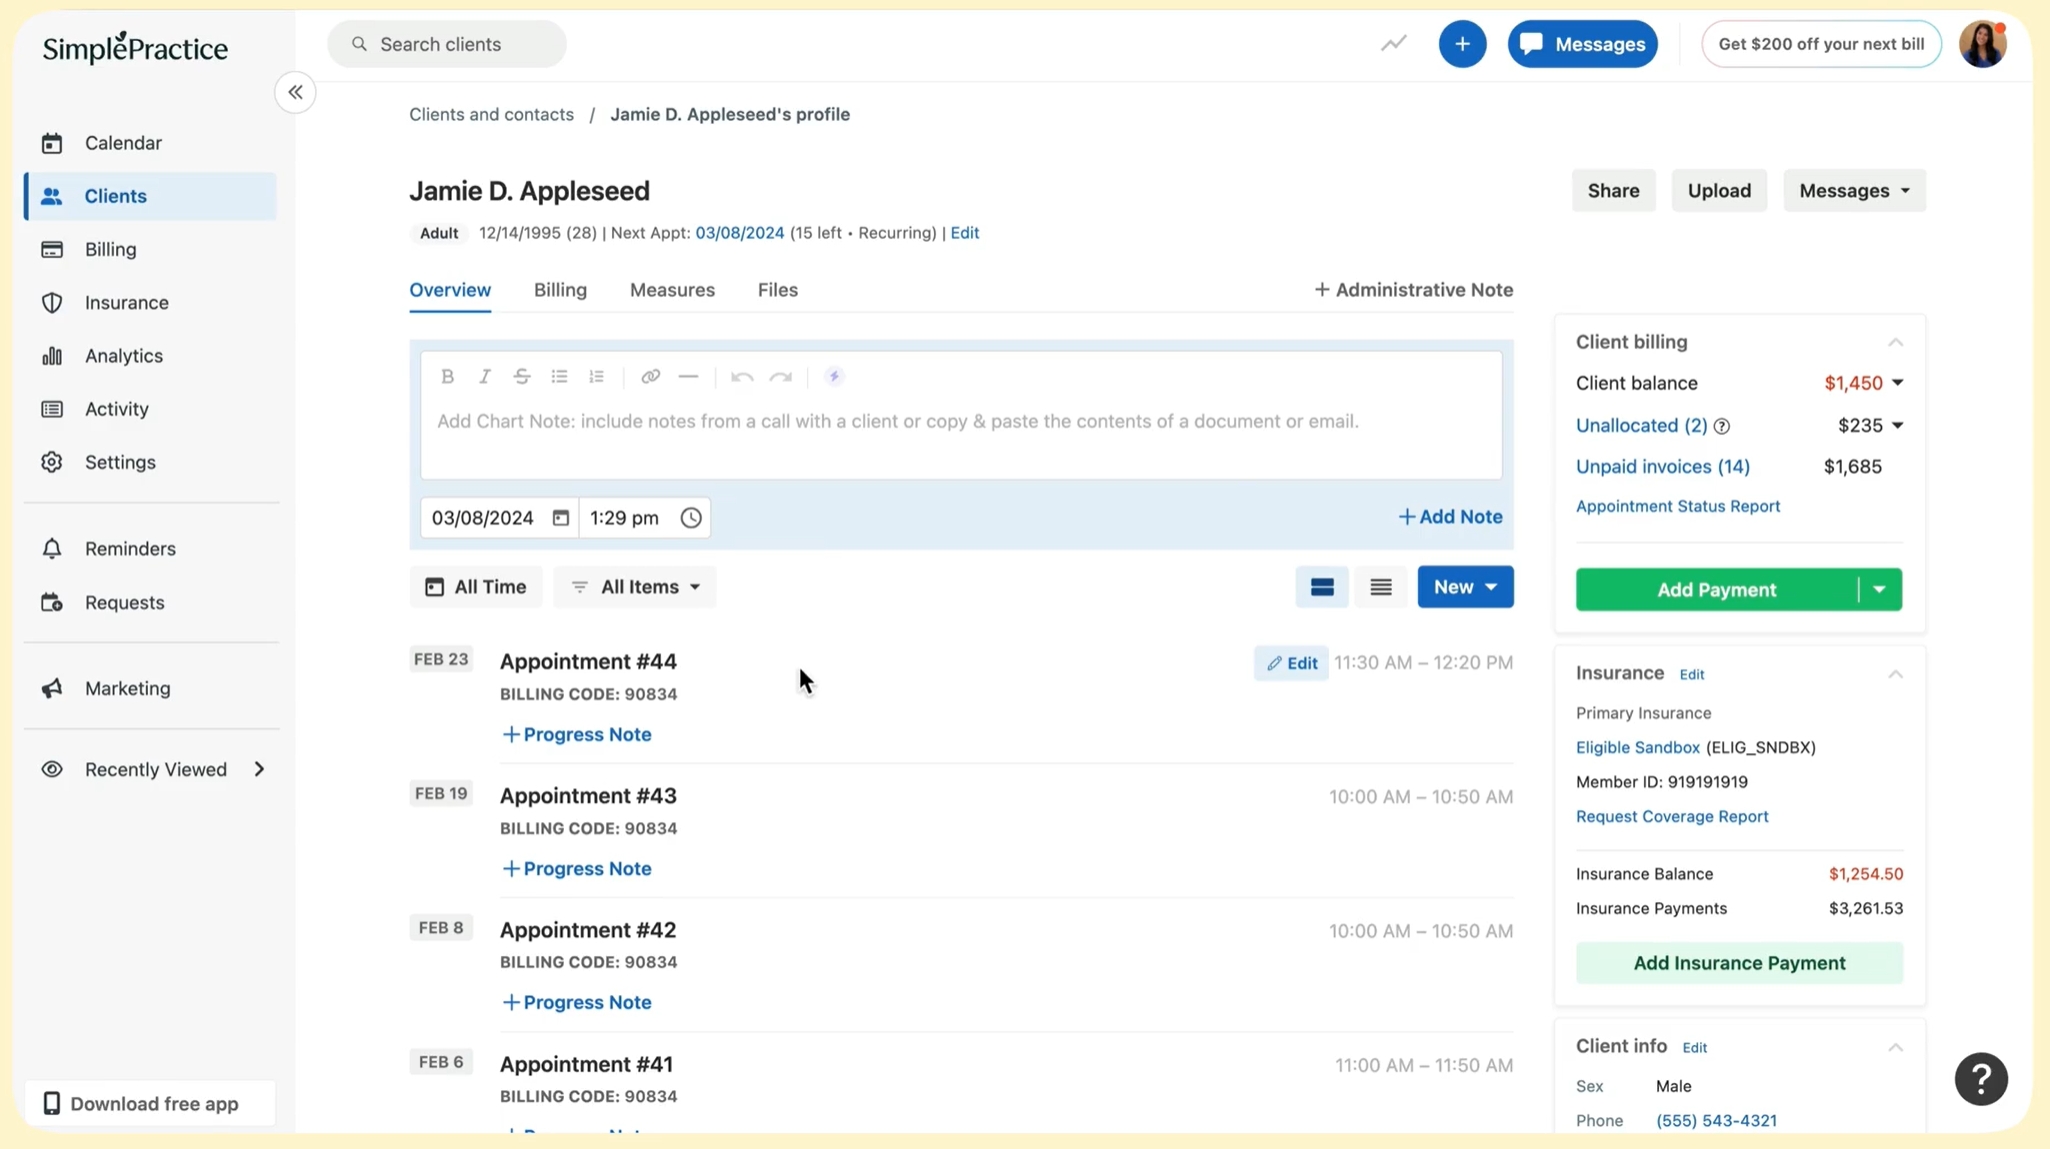 SimplePractice
Search clients
Messages
Get $200 off your next bill
Calendar
Clients
Billing
Insurance
Analytics
Activity
Settings
Reminders
Requests
Marketing
Recently Viewed
Download free app
Clients and contacts / Jamie D. Appleseed's profile
Jamie D. Appleseed
Share
Upload
Messages
Adult 12/14/1995 (28) | Next Appt: 03/08/2024 (15 left • Recurring) | Edit
Overview
Billing
Measures
Files
+ Administrative Note
B I S
Add Chart Note: include notes from a call with a client or copy & paste the contents of a document or email.
03/08/2024
1:29 pm
+ Add Note
All Time
All Items
New
FEB 23
Appointment #44
Edit
11:30 AM – 12:20 PM
BILLING CODE: 90834
+ Progress Note
FEB 19
Appointment #43
10:00 AM – 10:50 AM
BILLING CODE: 90834
+ Progress Note
FEB 8
Appointment #42
10:00 AM – 10:50 AM
BILLING CODE: 90834
+ Progress Note
FEB 6
Appointment #41
11:00 AM – 11:50 AM
BILLING CODE: 90834
Client billing
Client balance $1,450
Unallocated (2) ? $235
Unpaid invoices (14) $1,685
Appointment Status Report
Add Payment
Insurance Edit
Primary Insurance
Eligible Sandbox (ELIG_SNDBX)
Member ID: 919191919
Request Coverage Report
Insurance Balance $1,254.50
Insurance Payments $3,261.53
Add Insurance Payment
Client info Edit
Sex Male
Phone (555) 543-4321
?